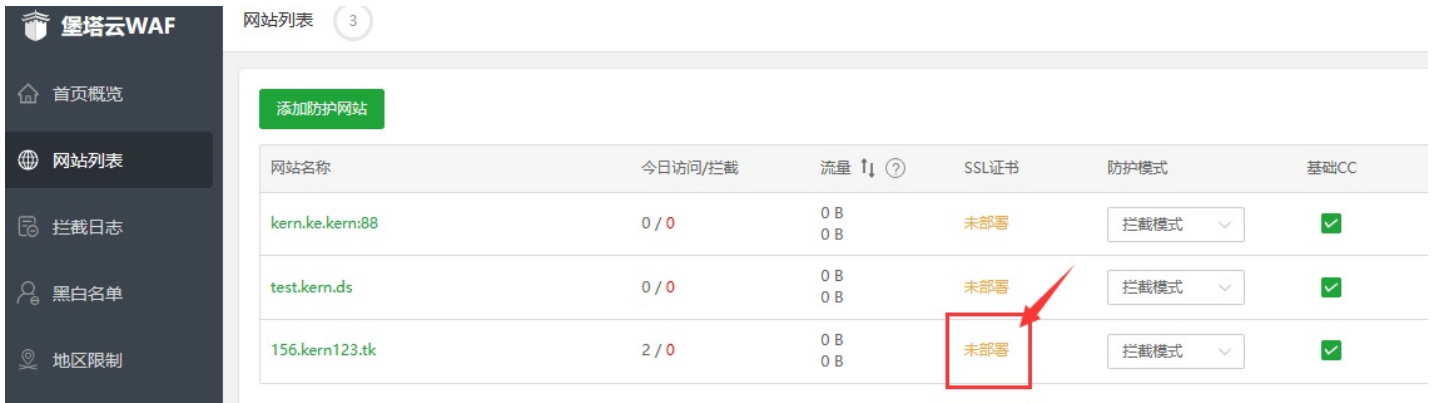 堡塔云WAF
网站列表 3
首页概览
网站列表
拦截日志
黑白名单
地区限制
添加防护网站
网站名称 今日访问/拦截 流量 ? SSL证书 防护模式 基础CC
kern.ke.kern:88 0 / 0 0 B 未部署 拦截模式
0 B
test.kern.ds 0 / 0 0 B 未部署 拦截模式
0 B
156.kern123.tk 2 / 0 0 B 未部署 拦截模式
0 B